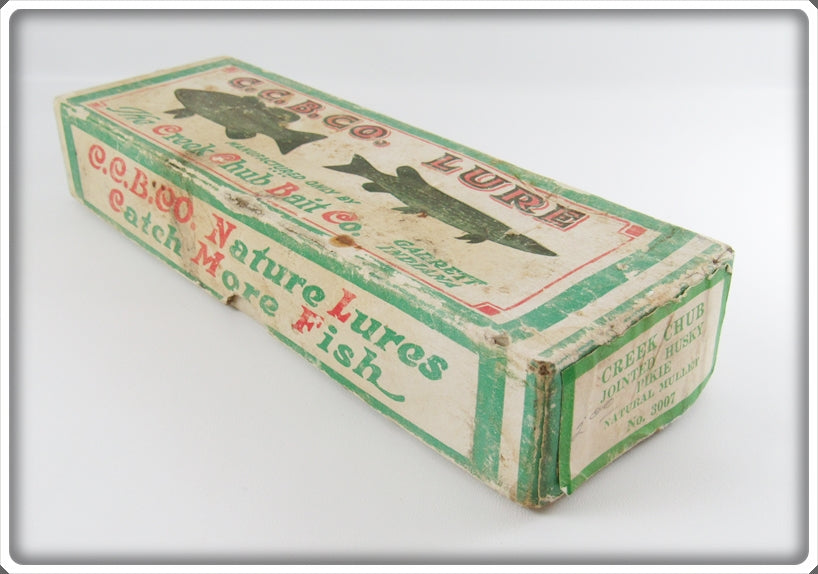 C.C.B.CO. LURE
MANUFACTURED ONLY BY
The Creek Chub Bait Co.
GARRETT
INDIANA
C.C.B.CO. Nature Lures
Catch More Fish
CREEK CHUB
JOINTED HUSKY
PIKIE
NATURAL MULLET
No. 3007